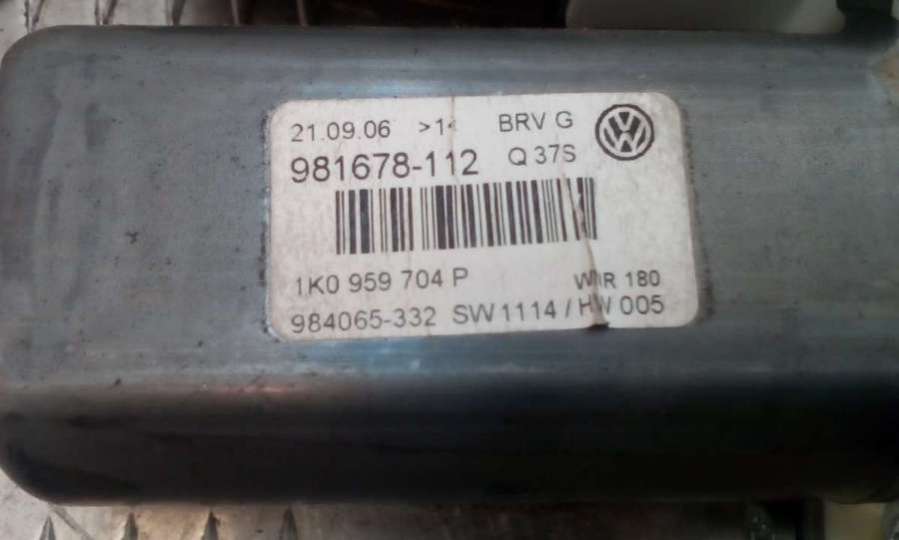 21.09.06 >1< BRV G
981678-112 Q 37S
1K0 959 704 P 180
984065-332 SW1114 / HW 005